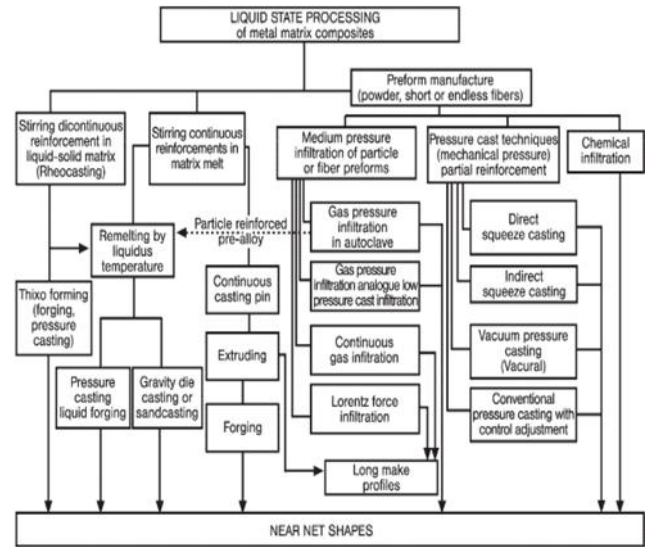 LIQUID STATE PROCESSING
of metal matrix composites
Preform manufacture
(powder, short or endless fibers)
Stirring dicontinuous
reinforcement in
liquid-solid matrix
(Rheocasting)
Stirring continuous
reinforcements in
matrix melt
Medium pressure
infiltration of particle
or fiber preforms
Pressure cast techniques
(mechanical pressure)
partial reinforcement
Chemical
infiltration
Remelting by
liquidus
temperature
Particle reinforced
pre-alloy
Gas pressure
infiltration
in autoclave
Direct
squeeze casting
Thixo forming
(forging,
pressure
casting)
Continuous
casting pin
Gas pressure
infiltration analogue low
pressure cast infiltration
Indirect
squeeze casting
Extruding
Continuous
gas infitration
Vacuum pressure
casting
(Vacural)
Pressure
casting
liquid forging
Gravity die
casting or
sandcasting
Forging
Lorentz force
infiltration
Conventional
pressure casting with
control adjustment
Long make
profiles
NEAR NET SHAPES